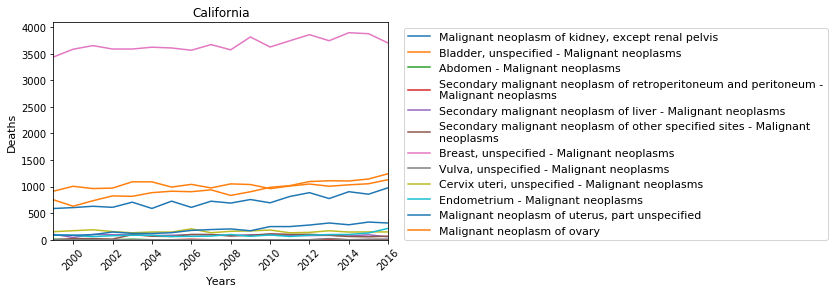 California
4000
3500
3000
2500
2000
1500
1000
500
0
Deaths
2000
2002
2004
2006
2008
2010
2012
2014
2016
Years
Malignant neoplasm of kidney, except renal pelvis
Bladder, unspecified - Malignant neoplasms
Abdomen - Malignant neoplasms
Secondary malignant neoplasm of retroperitoneum and peritoneum -
Malignant neoplasms
Secondary malignant neoplasm of liver - Malignant neoplasms
Secondary malignant neoplasm of other specified sites - Malignant
neoplasms
Breast, unspecified - Malignant neoplasms
Vulva, unspecified - Malignant neoplasms
Cervix uteri, unspecified - Malignant neoplasms
Endometrium - Malignant neoplasms
Malignant neoplasm of uterus, part unspecified
Malignant neoplasm of ovary